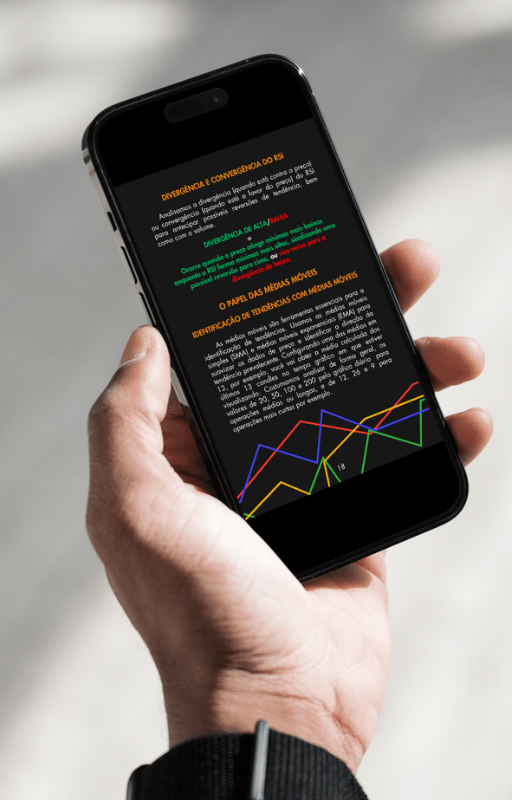 DIVERGÊNCIA E CONVERGÊNCIA DO RSI
Analisamos a divergência (quando está contra o preço)
ou convergência (quando está a favor do preço) do RSI
para antecipar possíveis reversões de tendência, bem
como com o volume.
DIVERGÊNCIA DE ALTA/BAIXA
=
Ocorre quando o preço atinge mínimas mais baixas
enquanto o RSI forma mínimas mais altas, sinalizando uma
possível reversão para cima, ou vice-versa para a
divergência de baixa.
O PAPEL DAS MÉDIAS MÓVEIS
IDENTIFICAÇÃO DE TENDÊNCIAS COM MÉDIAS MÓVEIS
As médias móveis são ferramentas essenciais para a
identificação de tendências. Usamos as médias móveis
simples (SMA) e médias móveis exponenciais (EMA) para
suavizar os dados de preço e identificar a direção da
tendência prevalecente. Configurando uma das médias em
13, por exemplo, você vai obter a média calculada dos
últimos 13 candles no tempo gráfico em que estiver
visualizando. Costumamos analisar de forma geral, os
valores de 20, 50, 100 e 200 pelo gráfico diário para
operações médias ou longas, e de 12, 26 e 9 para
operações mais curtas por exemplo.
18